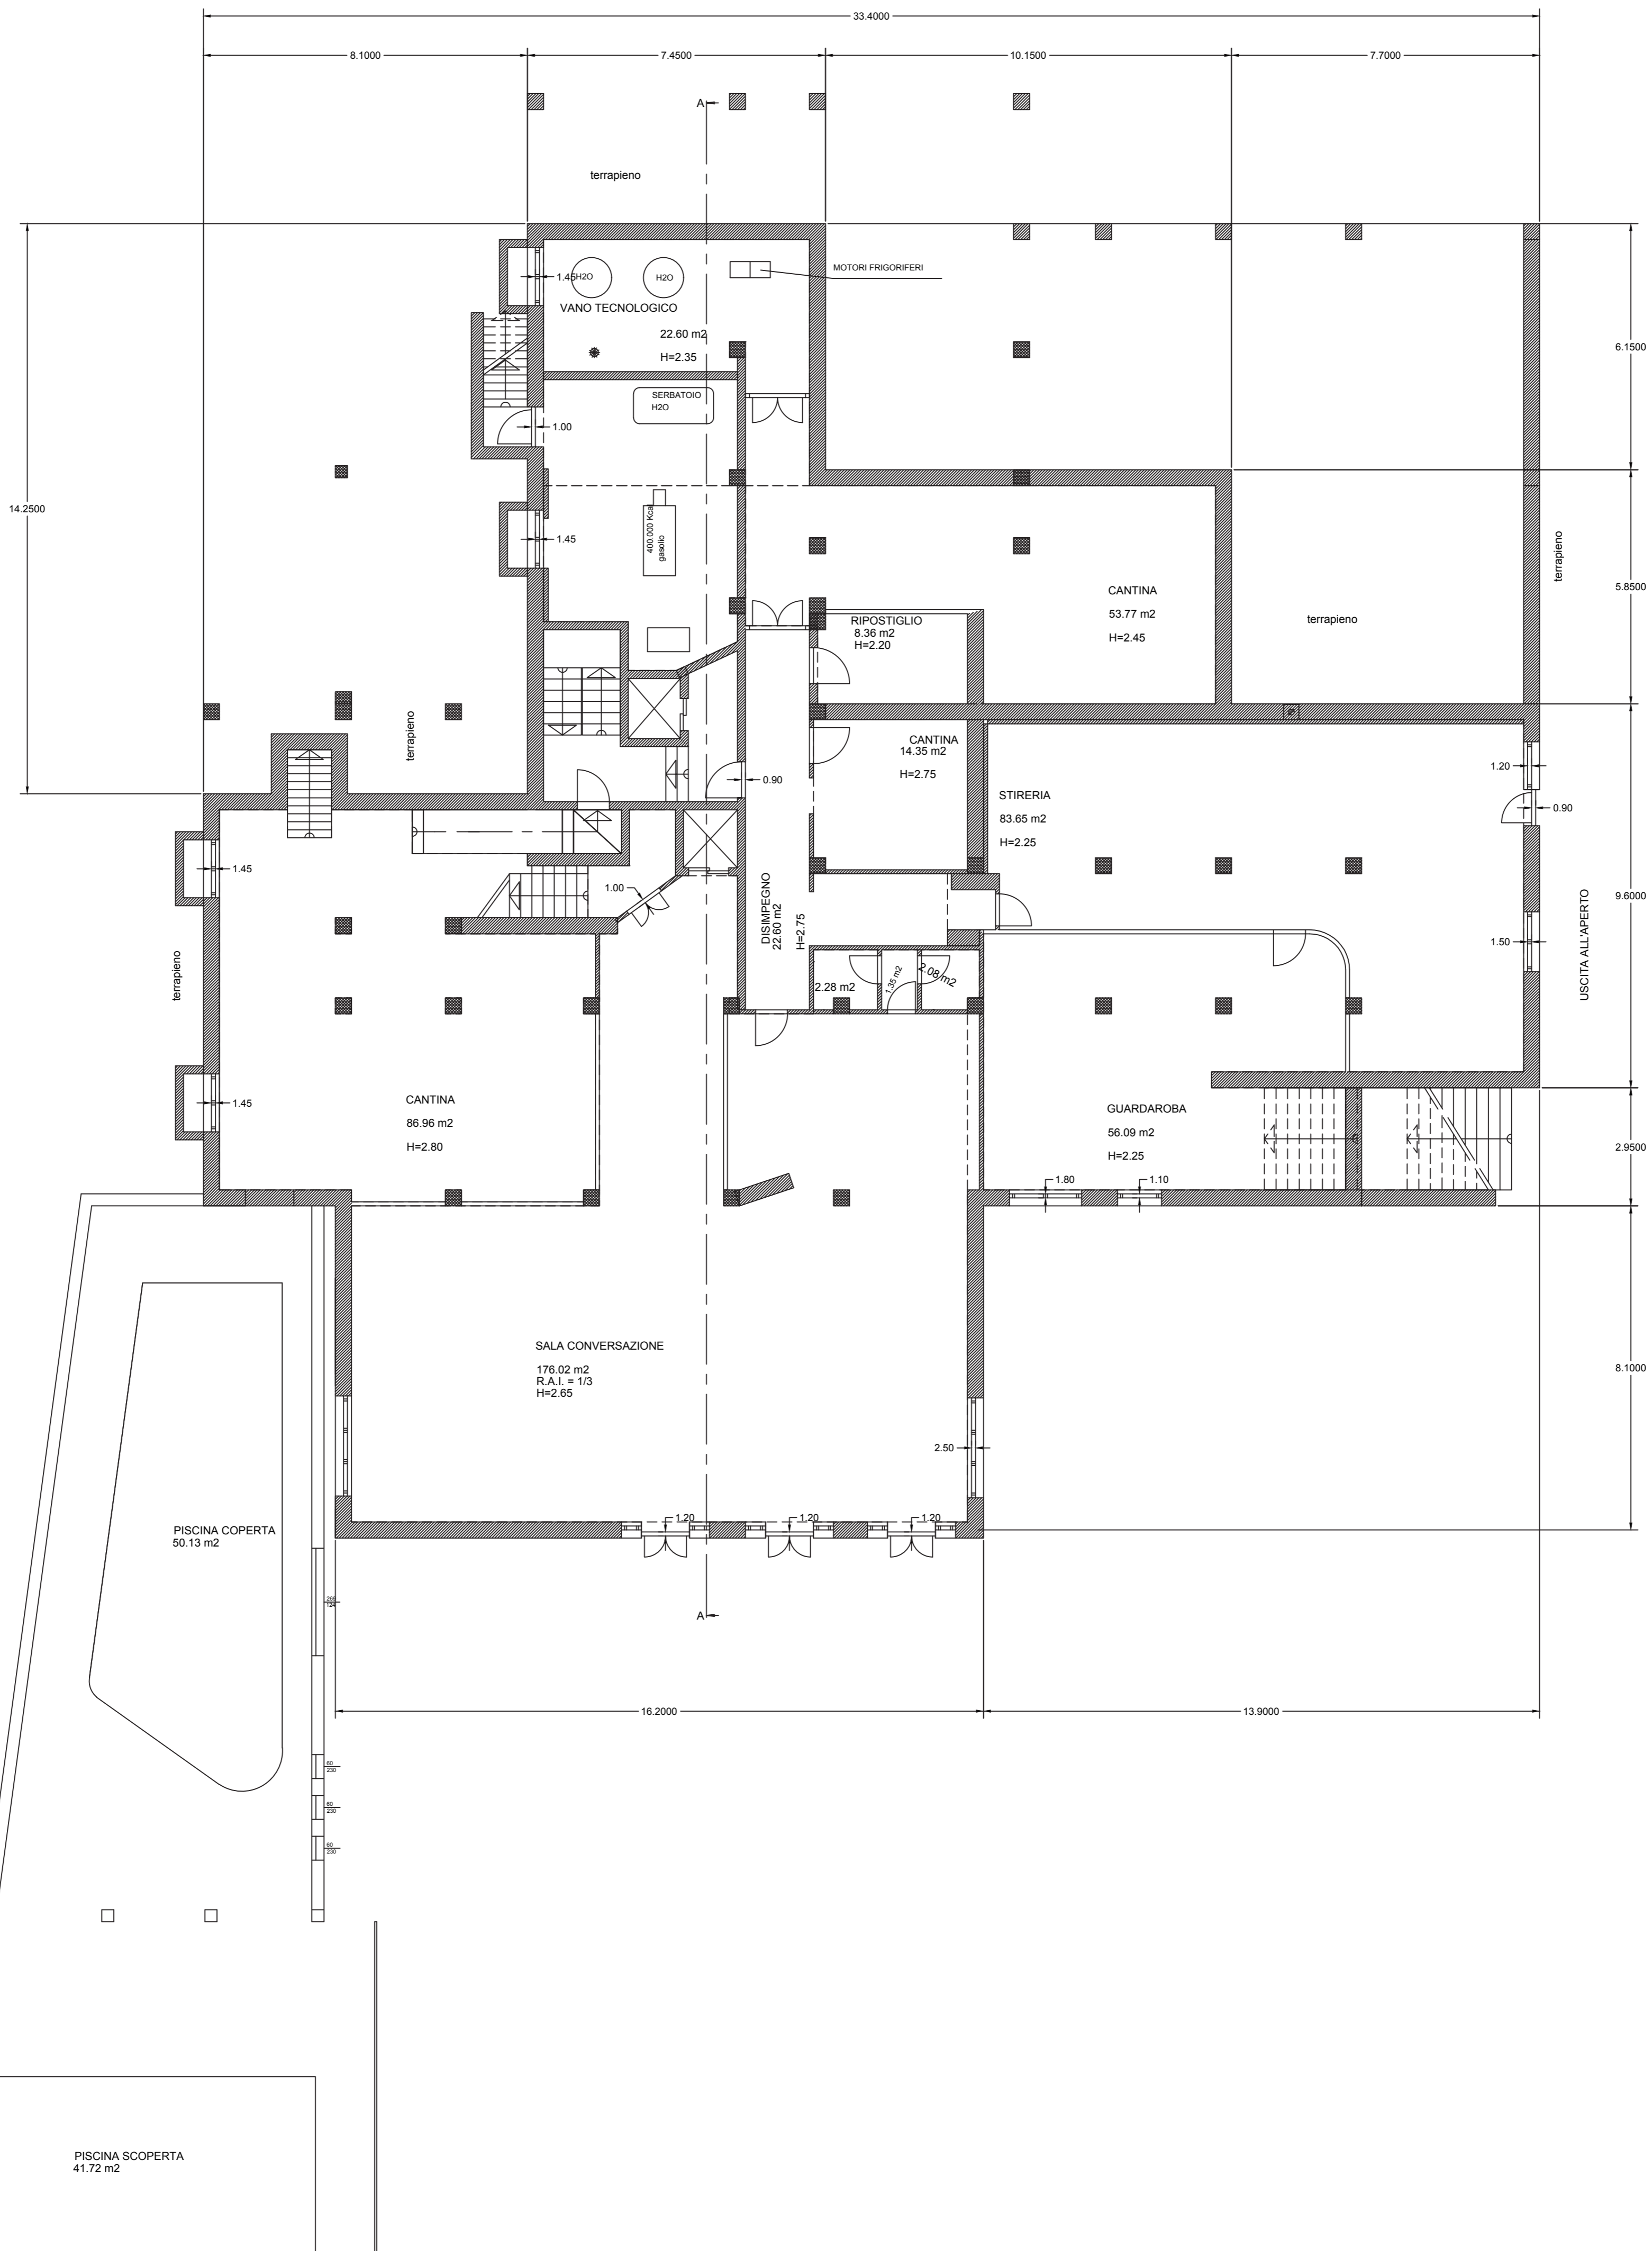 33.4000
8.1000
7.4500
10.1500
7.7000
A
terrapieno
MOTORI FRIGORIFERI
1.45
H2O
H2O
VANO TECNOLOGICO
22.60 m2
H=2.35
6.1500
SERBATOIO
H2O
1.00
14.2500
1.45
400.000 Kcal
gasolio
terrapieno
CANTINA
53.77 m2
H=2.45
5.8500
RIPOSTIGLIO
8.36 m2
H=2.20
terrapieno
terrapieno
CANTINA
14.35 m2
H=2.75
0.90
STIRERIA
83.65 m2
H=2.25
1.20
0.90
1.45
1.00
DISIMPEGNO
22.60 m2
H=2.75
9.6000
1.50
USCITA ALL'APERTO
terrapieno
2.28 m2
1.35 m2
2.08 m2
1.45
CANTINA
86.96 m2
H=2.80
GUARDAROBA
56.09 m2
H=2.25
2.9500
1.80
1.10
SALA CONVERSAZIONE
176.02 m2
R.A.I. = 1/3
H=2.65
8.1000
2.50
1.20
1.20
1.20
PISCINA COPERTA
50.13 m2
A
16.2000
13.9000
60
230
60
230
60
230
PISCINA SCOPERTA
41.72 m2